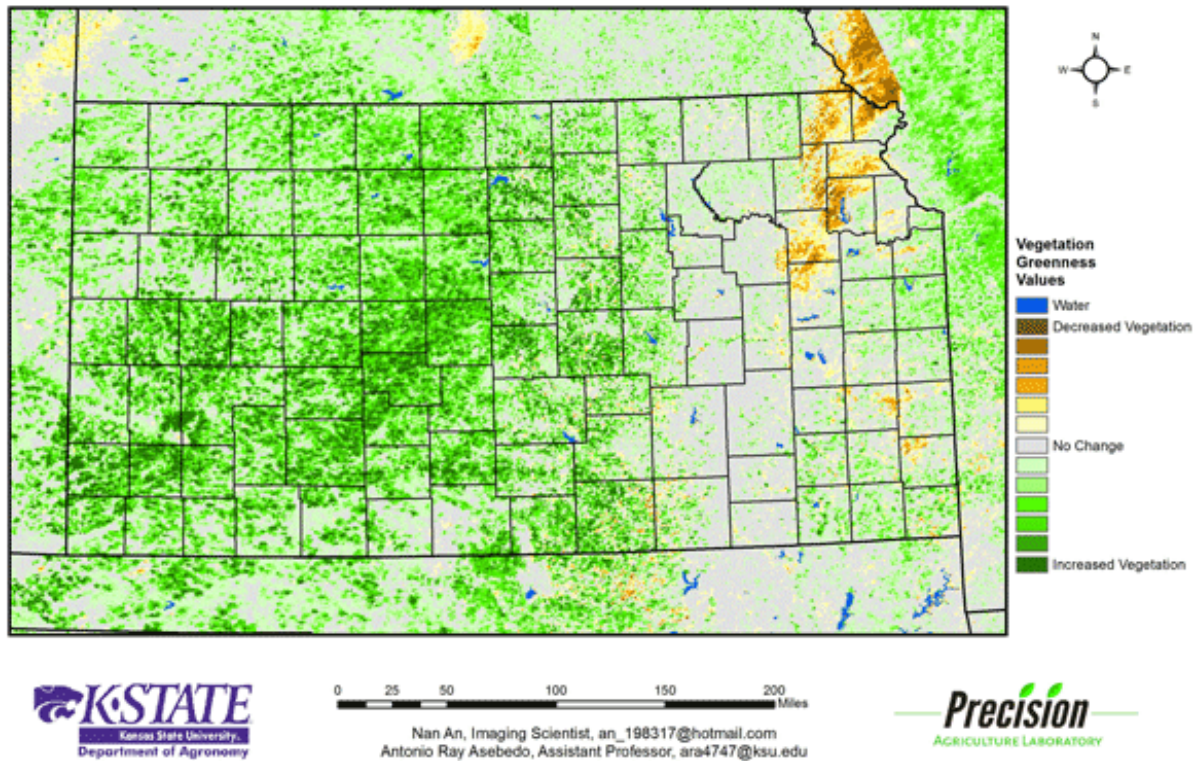 N
W E
S
Vegetation
Greenness
Values
Water
Decreased Vegetation
No Change
Increased Vegetation
K-STATE
Kansas State University.
Department of Agronomy
0 25 50 100 150 200
Miles
Nan An, Imaging Scientist, an_198317@hotmail.com
Antonio Ray Asebedo, Assistant Professor, ara4747@ksu.edu
Precision
AGRICULTURE LABORATORY